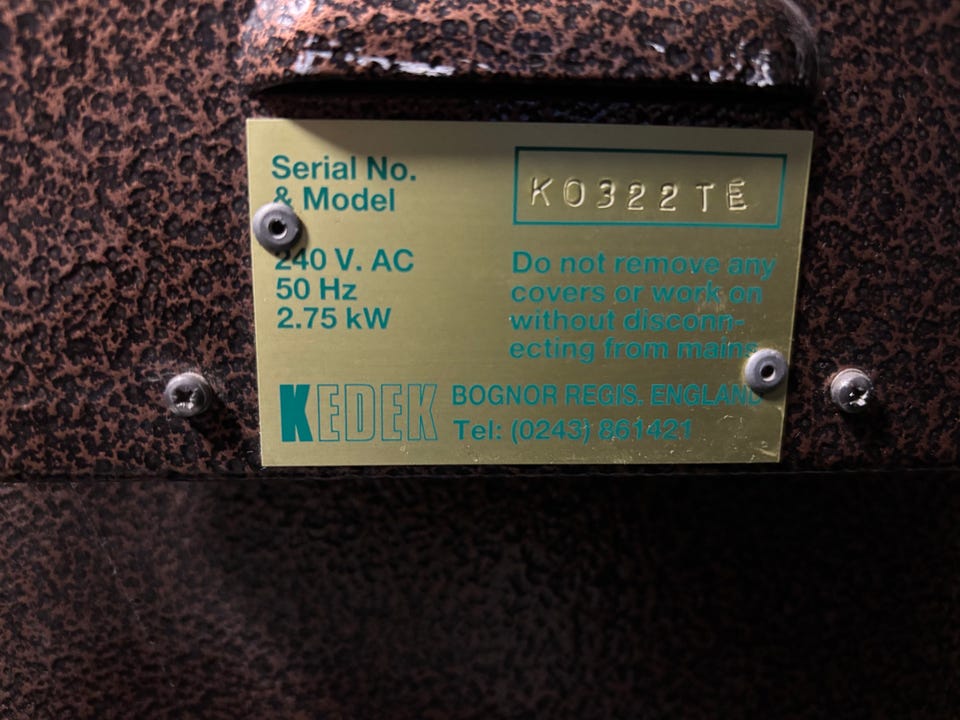 Serial No.
& Model
KO322TE
240 V. AC
50 Hz
2.75 kW
Do not remove any
covers or work on
without disconn-
ecting from mains
KEDEK
BOGNOR REGIS, ENGLAND
Tel: (0243) 861421